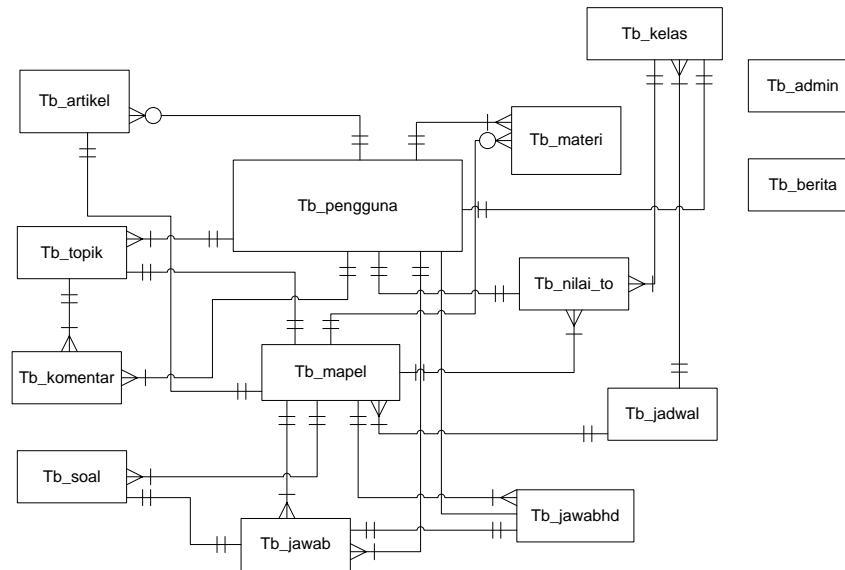 Tb_kelas
Tb_artikel
Tb_admin
Tb_materi
Tb_pengguna
Tb_berita
Tb_topik
Tb_nilai_to
Tb_komentar
Tb_mapel
Tb_jadwal
Tb_soal
Tb_jawabhd
Tb_jawab